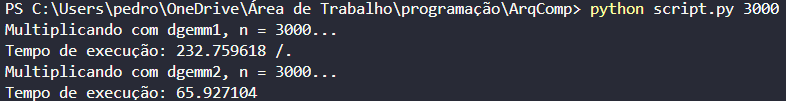 PS C:\Users\pedro\OneDrive\Área de Trabalho\programação\ArqComp> python script.py 3000
Multiplicando com dgemm1, n = 3000...
Tempo de execução: 232.759618 /.
Multiplicando com dgemm2, n = 3000...
Tempo de execução: 65.927104